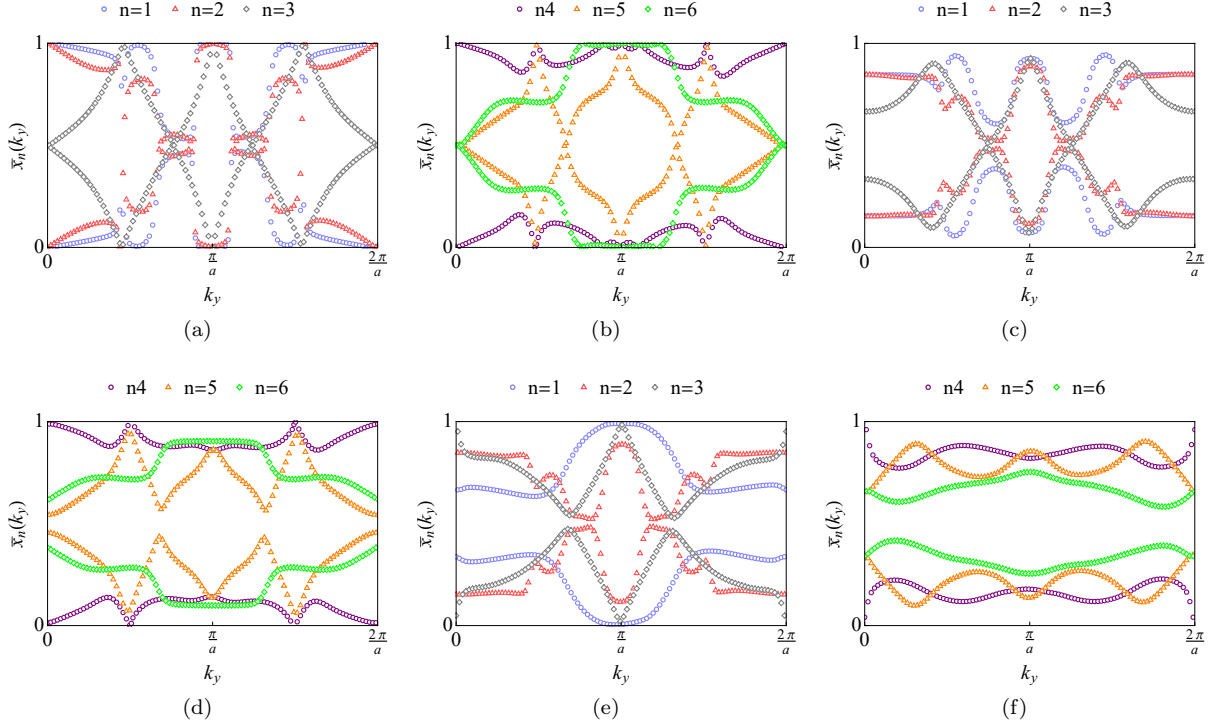 n=1 n=2 n=3
1
x̄n(ky)
0
0 π/a 2π/a
ky
(a)
n4 n=5 n=6
1
x̄n(ky)
0
0 π/a 2π/a
ky
(b)
n=1 n=2 n=3
1
x̄n(ky)
0
0 π/a 2π/a
ky
(c)
n4 n=5 n=6
1
x̄n(ky)
0
0 π/a 2π/a
ky
(d)
n=1 n=2 n=3
1
x̄n(ky)
0
0 π/a 2π/a
ky
(e)
n4 n=5 n=6
1
x̄n(ky)
0
0 π/a 2π/a
ky
(f)